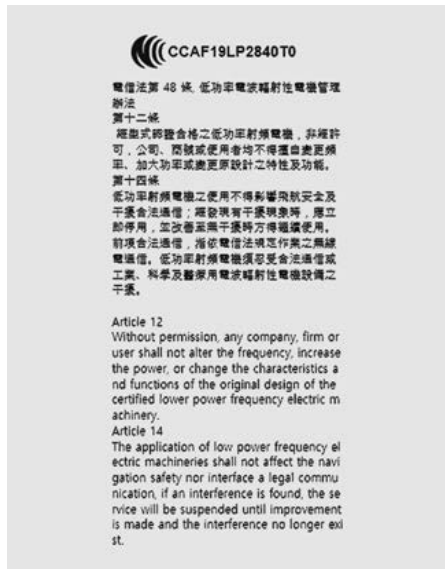 CCAF19LP2840T0
電信法第 48 條, 低功率電波輻射性電機管理
辦法
第十二條
經型式認證合格之低功率射頻電機，非經許
可，公司、商號或使用者均不得擅自變更頻
率、加大功率或變更原設計之特性及功能。
第十四條
低功率射頻電機之使用不得影響飛航安全及
干擾合法通信；經發現有干擾現象時，應立
即停用，並改善至無干擾時方得繼續使用。
前項合法通信，指依電信法規定作業之無線
電通信。低功率射頻電機須忍受合法通信或
工業、科學及醫療用電波輻射性電機設備之
干擾。
Article 12
Without permission, any company, firm or
user shall not alter the frequency, increase
the power, or change the characteristics a
nd functions of the original design of the
certified lower power frequency electric m
achinery.
Article 14
The application of low power frequency el
ectric machineries shall not affect the navi
gation safety nor interface a legal commu
nication, if an interference is found, the se
rvice will be suspended until improvement
is made and the interference no longer exi
st.